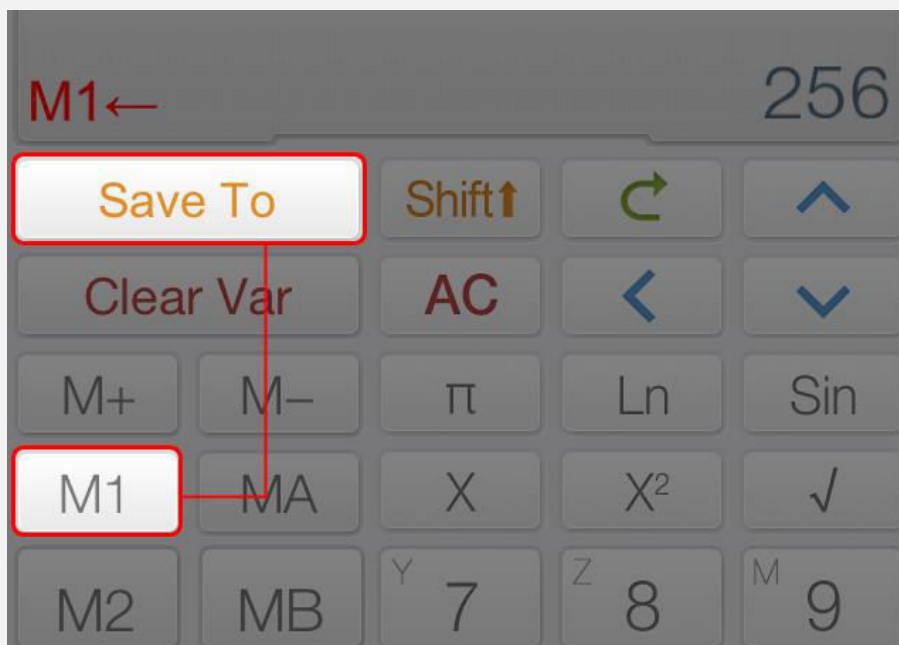 M1← 256
Save To Shift⬆
Clear Var AC
M+ M− π Ln Sin
M1 MA X X² √
M2 MB Y 7 Z 8 M 9